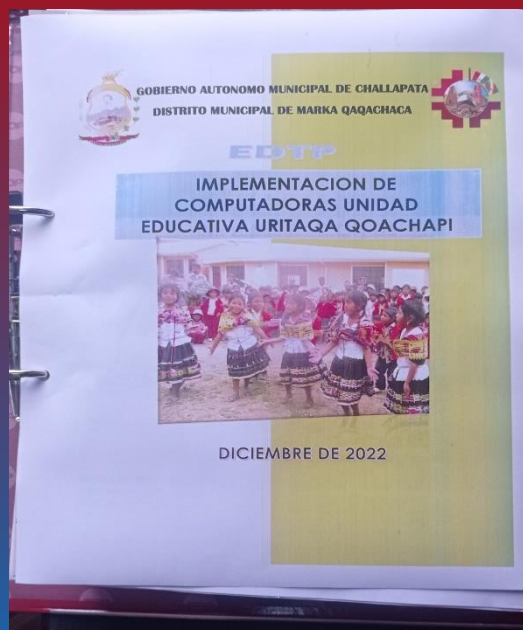 GOBIERNO AUTONOMO MUNICIPAL DE CHALLAPATA
DISTRITO MUNICIPAL DE MARKA QAQACHACA
EDTP
IMPLEMENTACION DE
COMPUTADORAS UNIDAD
EDUCATIVA URITAQA QOACHAPI
DICIEMBRE DE 2022